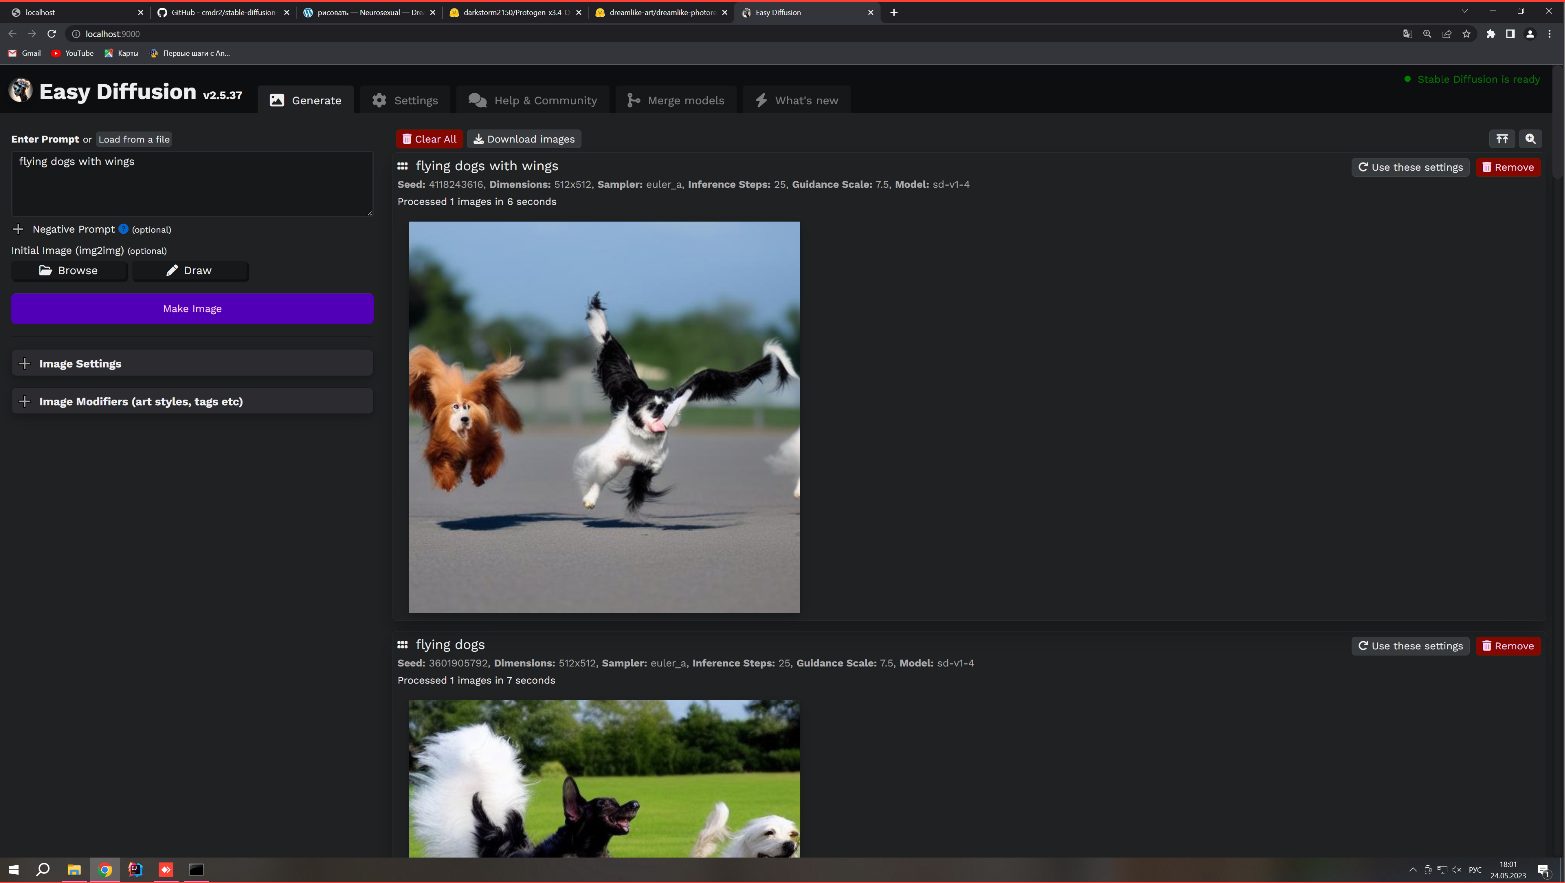 localhost
GitHub - cmdr2/stable-diffusion
рисовать — Neurosexual — Dre
darkstorm2150/Protogen x3.4
dreamlike-art/dreamlike-photore
Easy Diffusion
localhost:9000
Gmail
YouTube
Карты
Первые шаги с An...
Easy Diffusion v2.5.37
Generate
Settings
Help & Community
Merge models
What's new
Stable Diffusion is ready
Enter Prompt or Load from a file
flying dogs with wings
Negative Prompt ? (optional)
Initial Image (img2img) (optional)
Browse
Draw
Make Image
Image Settings
Image Modifiers (art styles, tags etc)
Clear All
Download images
flying dogs with wings
Use these settings
Remove
Seed: 4118243616, Dimensions: 512x512, Sampler: euler_a, Inference Steps: 25, Guidance Scale: 7.5, Model: sd-v1-4
Processed 1 images in 6 seconds
flying dogs
Use these settings
Remove
Seed: 3601905792, Dimensions: 512x512, Sampler: euler_a, Inference Steps: 25, Guidance Scale: 7.5, Model: sd-v1-4
Processed 1 images in 7 seconds
РУС
18:01
24.05.2023